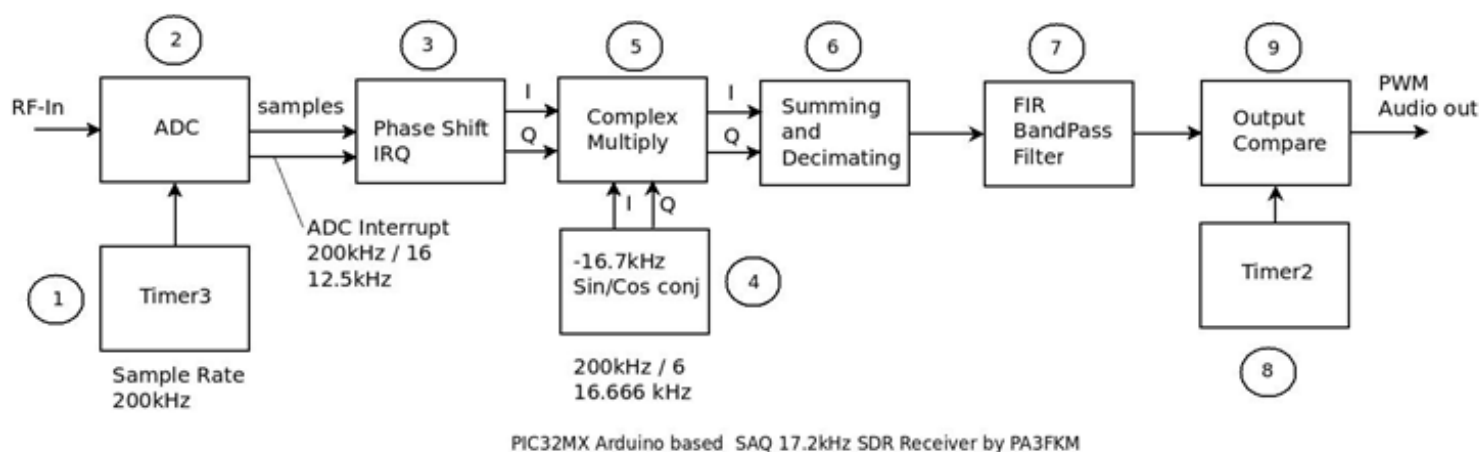 2
3
5
6
7
9
RF-In
ADC
samples
Phase Shift
IRQ
I
Q
Complex
Multiply
I
Q
Summing
and
Decimating
FIR
BandPass
Filter
Output
Compare
PWM
Audio out
ADC Interrupt
200kHz / 16
12.5kHz
I
Q
1
Timer3
-16.7kHz
Sin/Cos conj
4
Timer2
Sample Rate
200kHz
200kHz / 6
16.666 kHz
8
PIC32MX Arduino based SAQ 17.2kHz SDR Receiver by PA3FKM